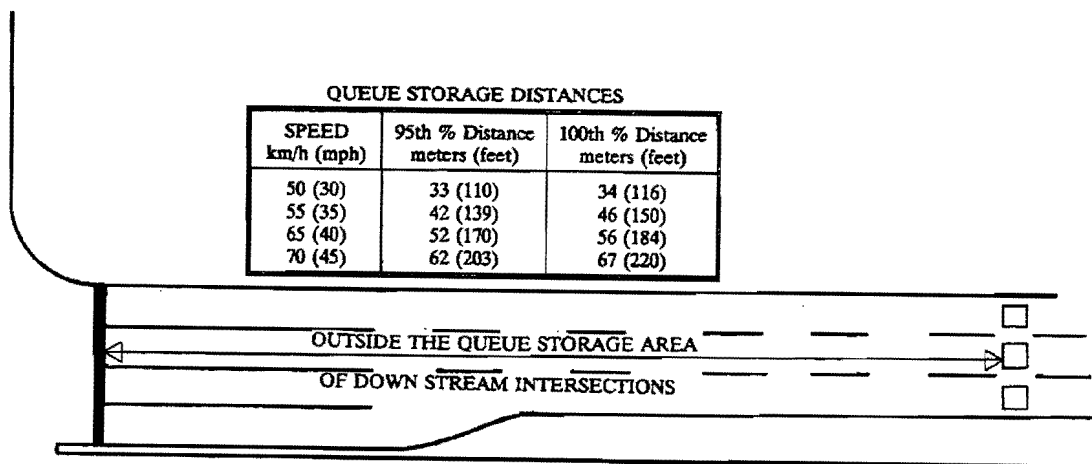 QUEUE STORAGE DISTANCES
SPEED 95th % Distance 100th % Distance
km/h (mph) meters (feet) meters (feet)
50 (30) 33 (110) 34 (116)
55 (35) 42 (139) 46 (150)
65 (40) 52 (170) 56 (184)
70 (45) 62 (203) 67 (220)
OUTSIDE THE QUEUE STORAGE AREA
OF DOWN STREAM INTERSECTIONS